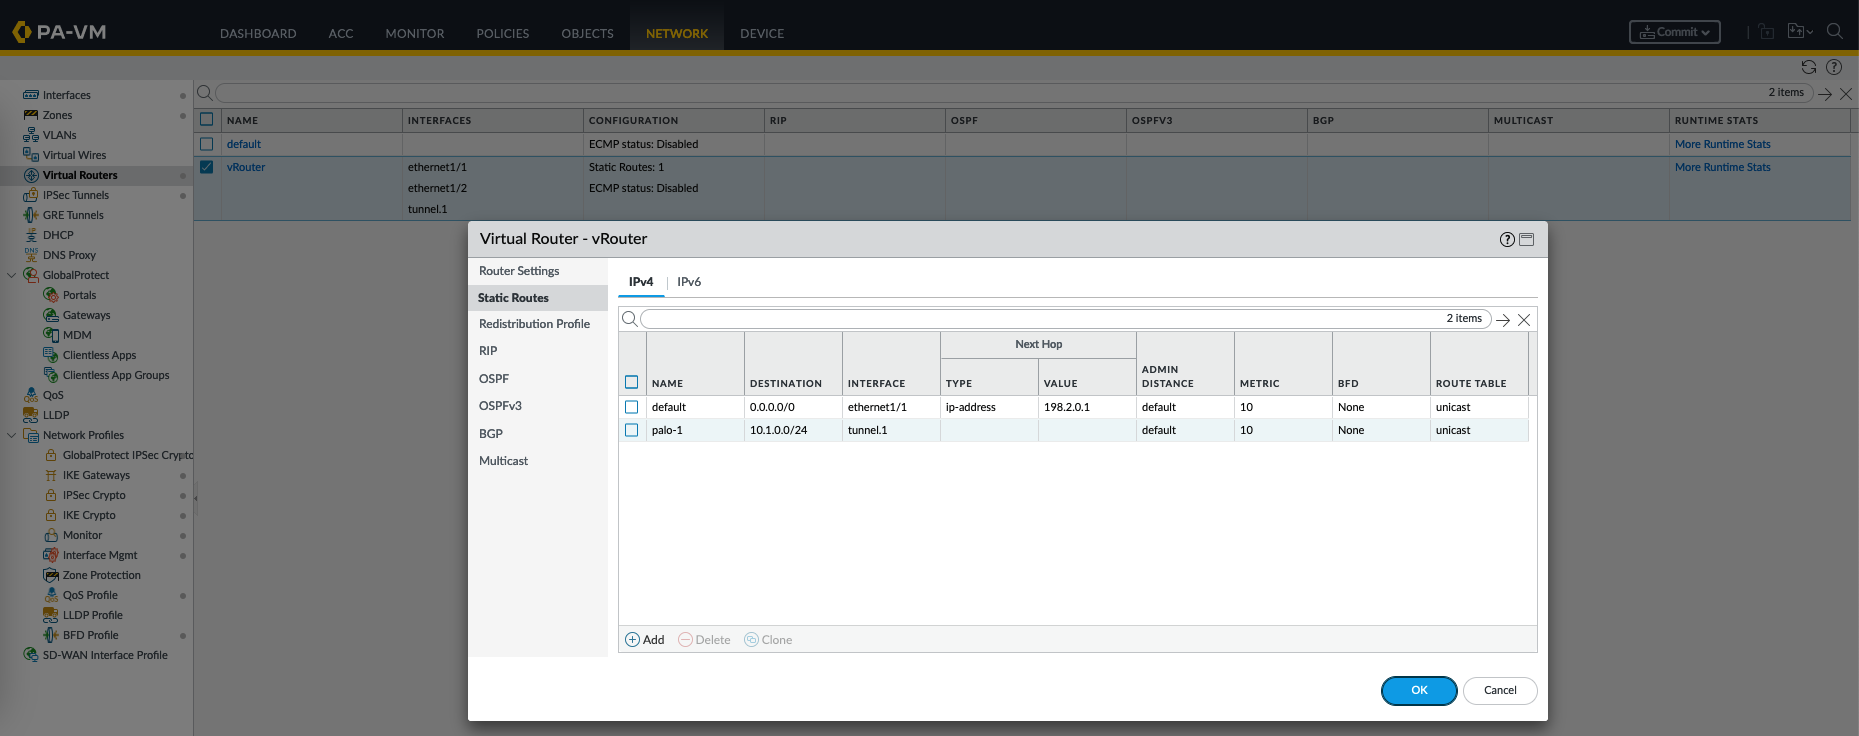 PA-VM
DASHBOARD ACC MONITOR POLICIES OBJECTS NETWORK DEVICE Commit
Interfaces
Zones
VLANs
Virtual Wires
Virtual Routers
IPSec Tunnels
GRE Tunnels
DHCP
DNS Proxy
GlobalProtect
Portals
Gateways
MDM
Clientless Apps
Clientless App Groups
QoS
LLDP
Network Profiles
GlobalProtect IPSec Crypto
IKE Gateways
IPSec Crypto
IKE Crypto
Monitor
Interface Mgmt
Zone Protection
QoS Profile
LLDP Profile
BFD Profile
SD-WAN Interface Profile
2 items
NAME INTERFACES CONFIGURATION RIP OSPF OSPFV3 BGP MULTICAST RUNTIME STATS
default ECMP status: Disabled More Runtime Stats
vRouter ethernet1/1 Static Routes: 1 More Runtime Stats
ethernet1/2 ECMP status: Disabled
tunnel.1
Virtual Router - vRouter
Router Settings
Static Routes
Redistribution Profile
RIP
OSPF
OSPFv3
BGP
Multicast
IPv4 IPv6
2 items
Next Hop
NAME DESTINATION INTERFACE TYPE VALUE ADMIN DISTANCE METRIC BFD ROUTE TABLE
default 0.0.0.0/0 ethernet1/1 ip-address 198.2.0.1 default 10 None unicast
palo-1 10.1.0.0/24 tunnel.1 default 10 None unicast
Add Delete Clone
OK Cancel